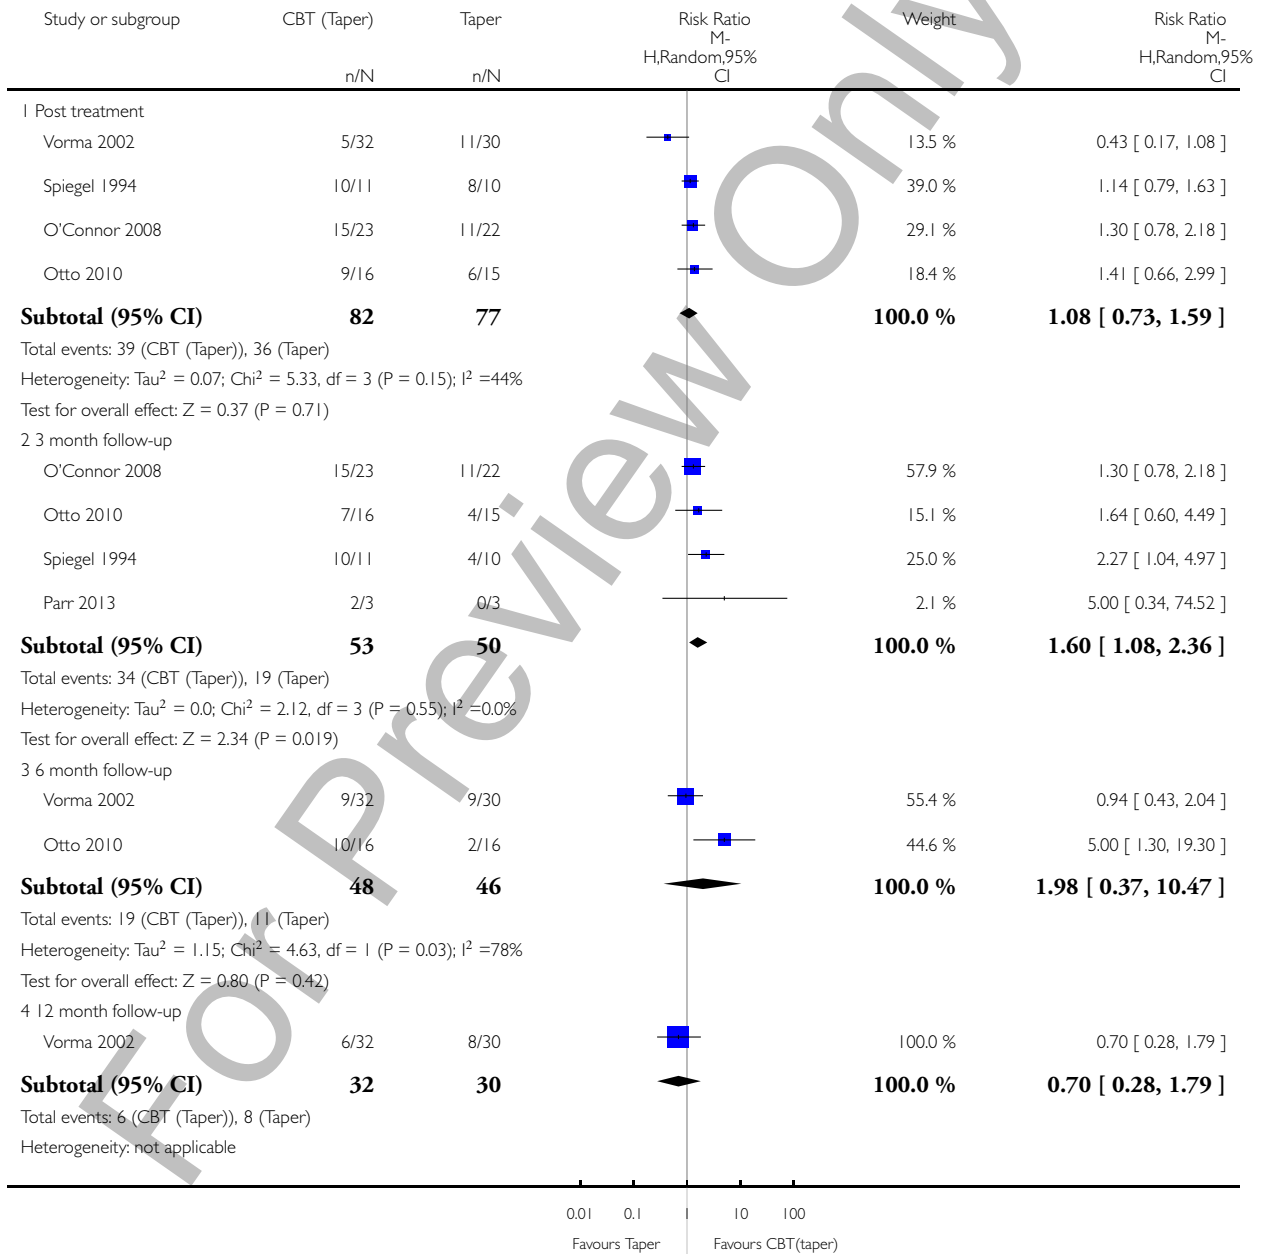 Study or subgroup CBT (Taper) Taper Risk Ratio Weight Risk Ratio
M- M-
H,Random,95% H,Random,95%
n/N n/N CI CI
1 Post treatment
Vorma 2002 5/32 11/30 13.5 % 0.43 [ 0.17, 1.08 ]
Spiegel 1994 10/11 8/10 39.0 % 1.14 [ 0.79, 1.63 ]
O'Connor 2008 15/23 11/22 29.1 % 1.30 [ 0.78, 2.18 ]
Otto 2010 9/16 6/15 18.4 % 1.41 [ 0.66, 2.99 ]
Subtotal (95% CI) 82 77 100.0 % 1.08 [ 0.73, 1.59 ]
Total events: 39 (CBT (Taper)), 36 (Taper)
Heterogeneity: Tau² = 0.07; Chi² = 5.33, df = 3 (P = 0.15); I² =44%
Test for overall effect: Z = 0.37 (P = 0.71)
2 3 month follow-up
O'Connor 2008 15/23 11/22 57.9 % 1.30 [ 0.78, 2.18 ]
Otto 2010 7/16 4/15 15.1 % 1.64 [ 0.60, 4.49 ]
Spiegel 1994 10/11 4/10 25.0 % 2.27 [ 1.04, 4.97 ]
Parr 2013 2/3 0/3 2.1 % 5.00 [ 0.34, 74.52 ]
Subtotal (95% CI) 53 50 100.0 % 1.60 [ 1.08, 2.36 ]
Total events: 34 (CBT (Taper)), 19 (Taper)
Heterogeneity: Tau² = 0.0; Chi² = 2.12, df = 3 (P = 0.55); I² =0.0%
Test for overall effect: Z = 2.34 (P = 0.019)
3 6 month follow-up
Vorma 2002 9/32 9/30 55.4 % 0.94 [ 0.43, 2.04 ]
Otto 2010 10/16 2/16 44.6 % 5.00 [ 1.30, 19.30 ]
Subtotal (95% CI) 48 46 100.0 % 1.98 [ 0.37, 10.47 ]
Total events: 19 (CBT (Taper)), 11 (Taper)
Heterogeneity: Tau² = 1.15; Chi² = 4.63, df = 1 (P = 0.03); I² =78%
Test for overall effect: Z = 0.80 (P = 0.42)
4 12 month follow-up
Vorma 2002 6/32 8/30 100.0 % 0.70 [ 0.28, 1.79 ]
Subtotal (95% CI) 32 30 100.0 % 0.70 [ 0.28, 1.79 ]
Total events: 6 (CBT (Taper)), 8 (Taper)
Heterogeneity: not applicable
0.01 0.1 1 10 100
Favours Taper Favours CBT(taper)
For Preview Only